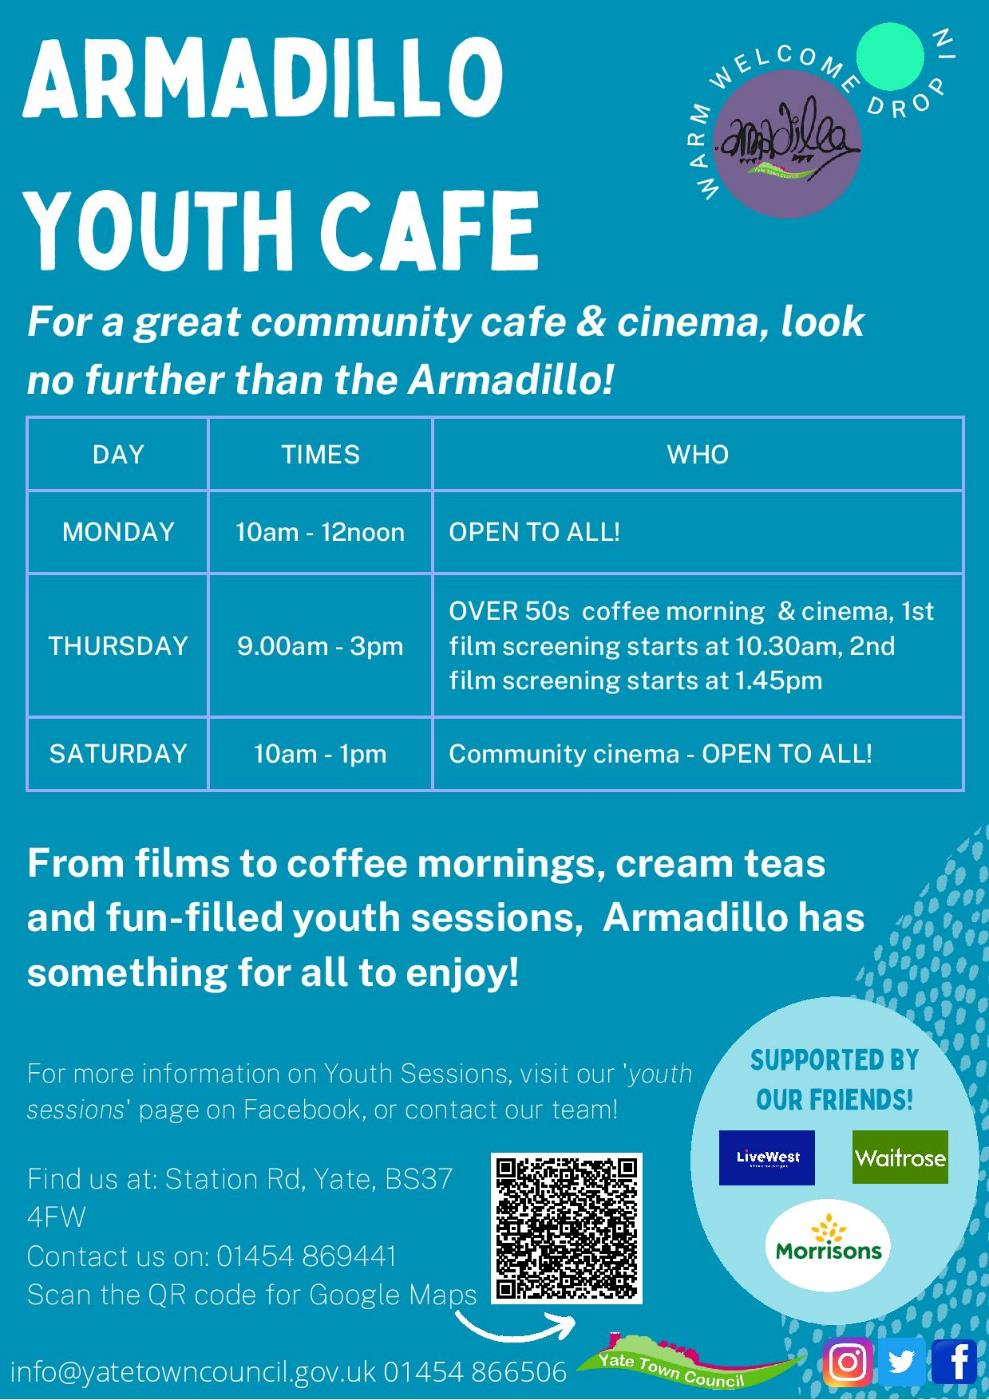 ARMADILLO
YOUTH CAFE
WARM WELCOME DROP IN
armadillo
Yate Town Council
For a great community cafe & cinema, look
no further than the Armadillo!
DAY TIMES WHO
MONDAY 10am - 12noon OPEN TO ALL!
THURSDAY 9.00am - 3pm OVER 50s coffee morning & cinema, 1st
film screening starts at 10.30am, 2nd
film screening starts at 1.45pm
SATURDAY 10am - 1pm Community cinema - OPEN TO ALL!
From films to coffee mornings, cream teas
and fun-filled youth sessions, Armadillo has
something for all to enjoy!
For more information on Youth Sessions, visit our 'youth
sessions' page on Facebook, or contact our team!
Find us at: Station Rd, Yate, BS37
4FW
Contact us on: 01454 869441
Scan the QR code for Google Maps
SUPPORTED BY
OUR FRIENDS!
LiveWest
Waitrose
Morrisons
info@yatetowncouncil.gov.uk 01454 866506
Yate Town Council